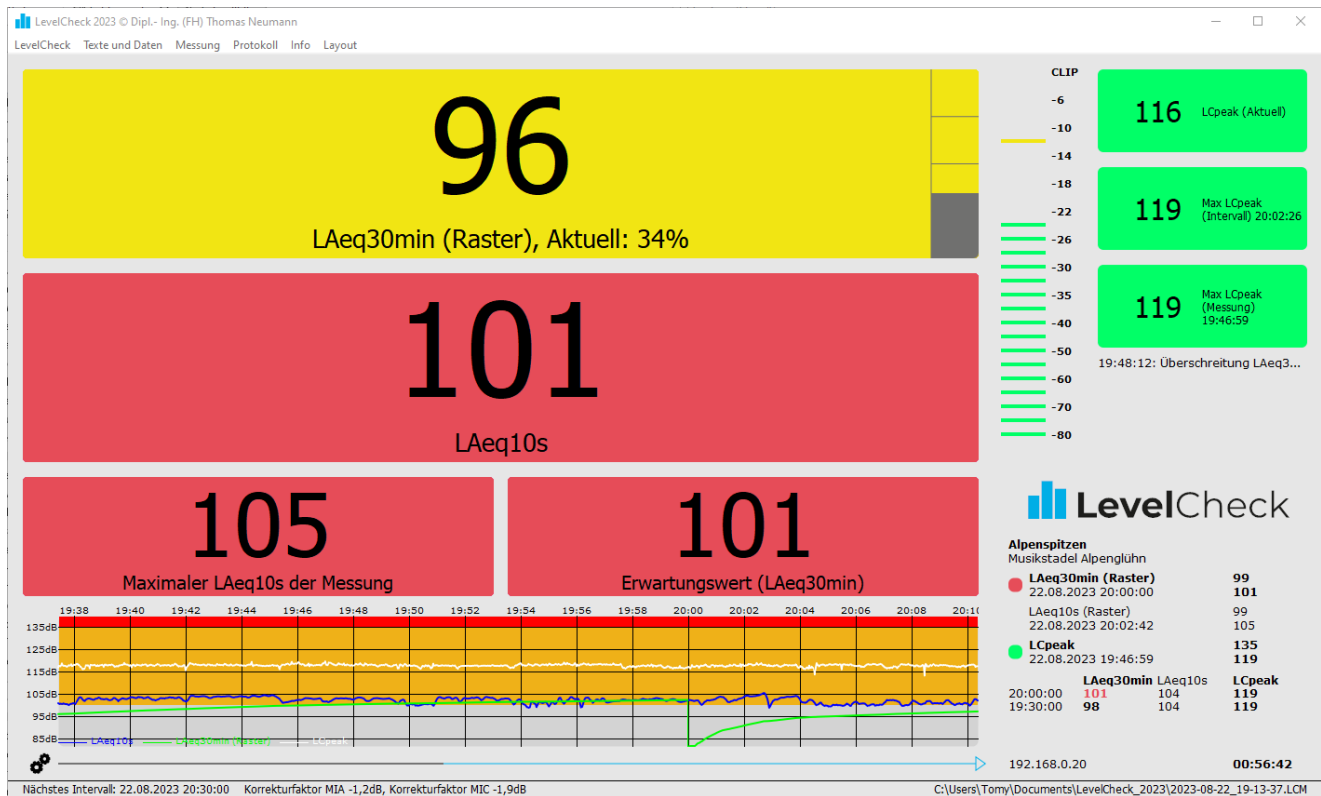 LevelCheck 2023 © Dipl.- Ing. (FH) Thomas Neumann
LevelCheck Texte und Daten Messung Protokoll Info Layout
96
LAeq30min (Raster), Aktuell: 34%
101
LAeq10s
105
Maximaler LAeq10s der Messung
101
Erwartungswert (LAeq30min)
CLIP
-6
-10
-14
-18
-22
-26
-30
-35
-40
-50
-60
-70
-80
116 LCpeak (Aktuell)
119 Max LCpeak
(Intervall) 20:02:26
119 Max LCpeak
(Messung)
19:46:59
19:48:12: Überschreitung LAeq3...
LevelCheck
Alpenspitzen
Musikstadel Alpenglühn
LAeq30min (Raster) 99
22.08.2023 20:00:00 101
LAeq10s (Raster) 99
22.08.2023 20:02:42 105
LCpeak 135
22.08.2023 19:46:59 119
LAeq30min LAeq10s LCpeak
20:00:00 101 104 119
19:30:00 98 104 119
19:38 19:40 19:42 19:44 19:46 19:48 19:50 19:52 19:54 19:56 19:58 20:00 20:02 20:04 20:06 20:08 20:10
135dB
125dB
115dB
105dB
95dB
85dB
LAeq10s LAeq30min (Raster) LCpeak
192.168.0.20 00:56:42
Nächstes Intervall: 22.08.2023 20:30:00 Korrekturfaktor MIA -1,2dB, Korrekturfaktor MIC -1,9dB
C:\Users\Tomy\Documents\LevelCheck_2023\2023-08-22_19-13-37.LCM